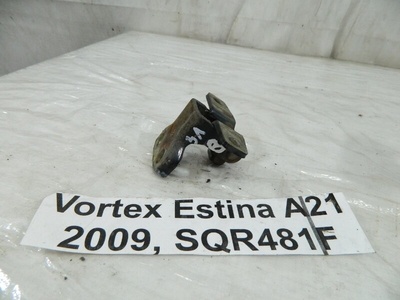 Vortex Estina A21
2009, SQR481F